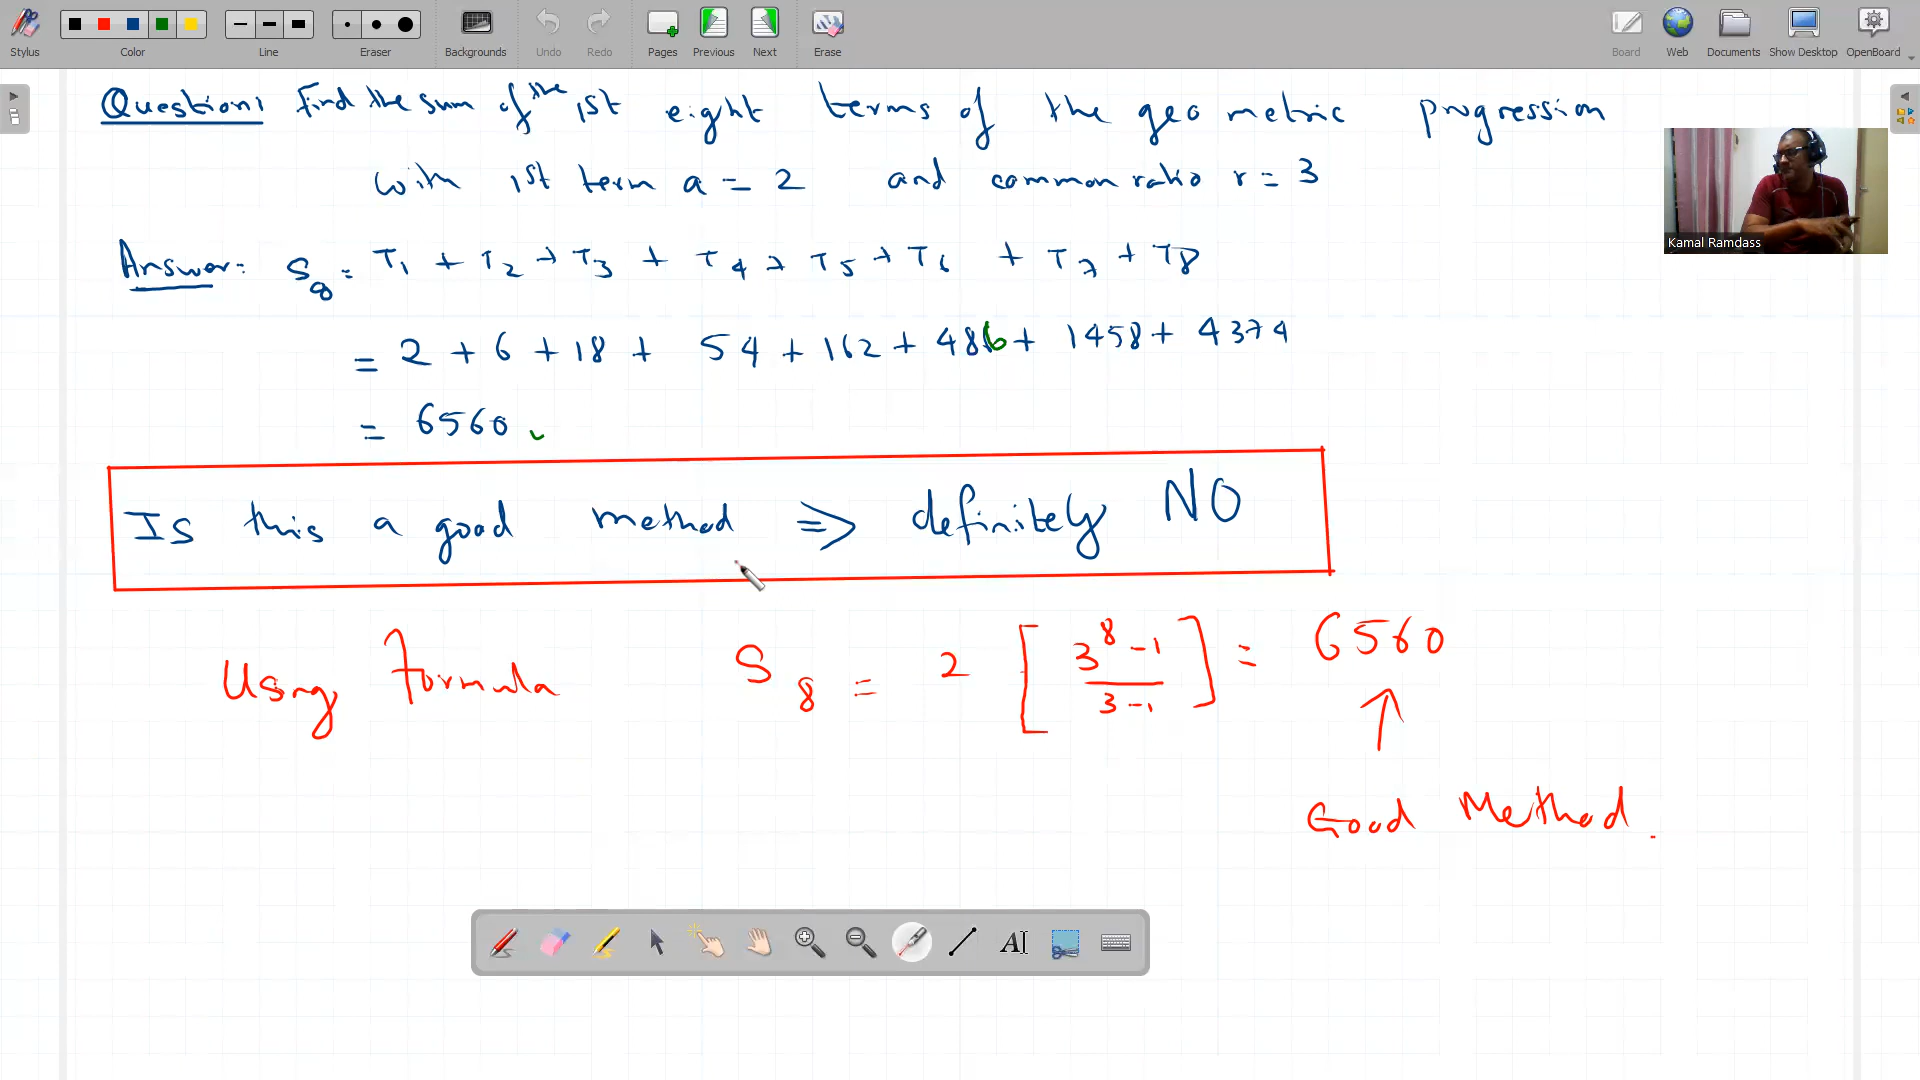 Stylus Color Line Eraser Backgrounds Undo Redo Pages Previous Next Erase Board Web Documents Show Desktop OpenBoard
Question: Find the sum of the 1st eight terms of the geometric progression
with 1st term a = 2 and common ratio r = 3
Kamal Ramdass
Answer: S8 = T1 + T2 + T3 + T4 + T5 + T6 + T7 + T8
= 2 + 6 + 18 + 54 + 162 + 486 + 1458 + 4374
= 6560
Is this a good method => definitely NO
Using formula S8 = 2 [ (3^8 - 1) / (3 - 1) ] = 6560
Good Method.